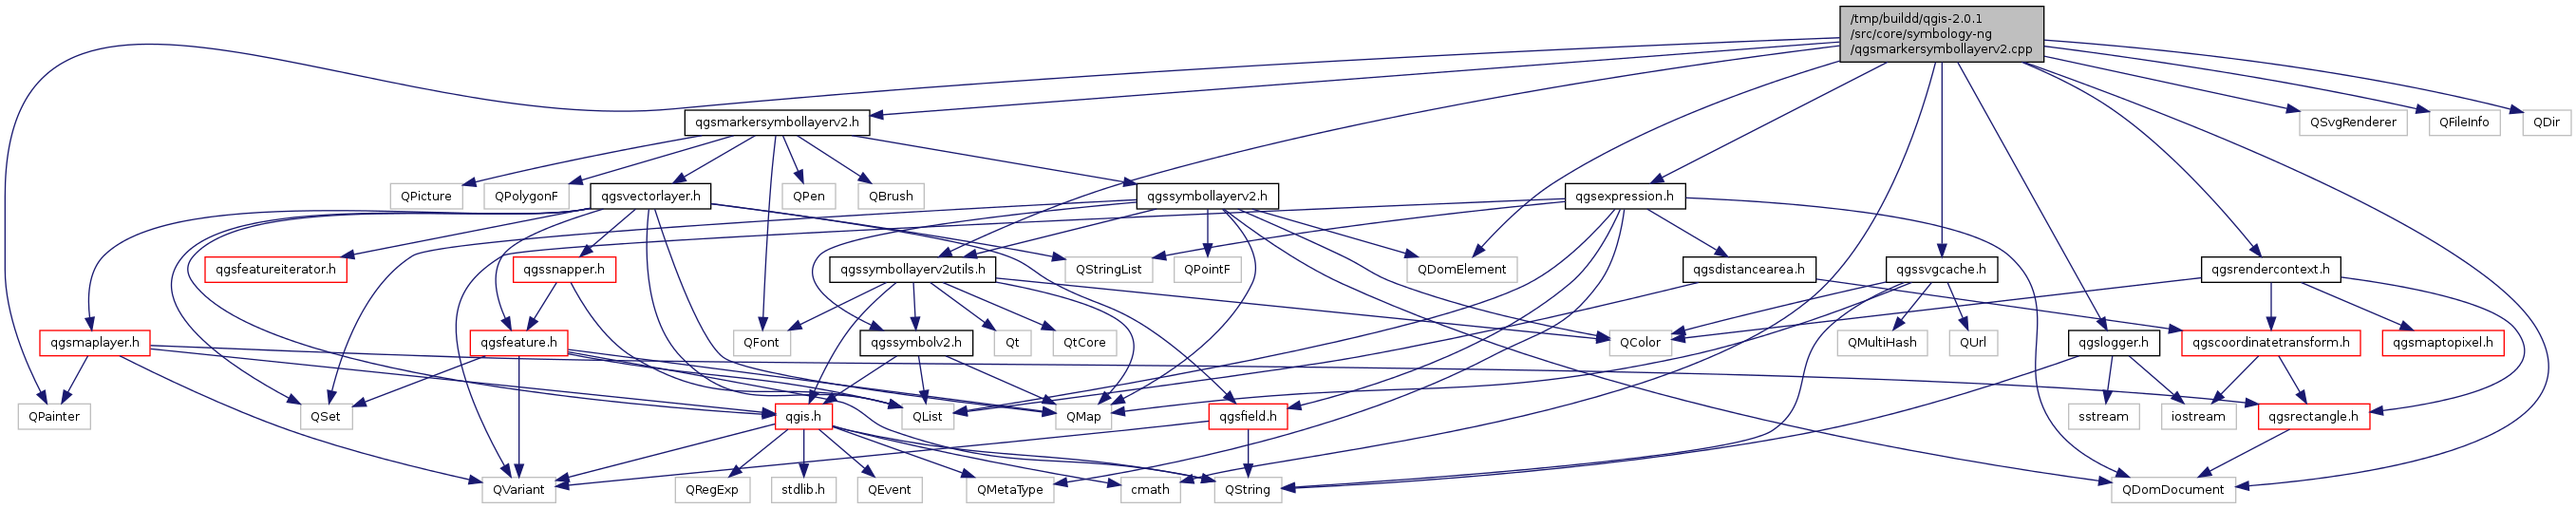 /tmp/buildd/qgis-2.0.1
/src/core/symbology-ng
/qgsmarkersymbollayerv2.cpp
qgsmarkersymbollayerv2.h
QSvgRenderer
QFileInfo
QDir
QPicture
QPolygonF
qgsvectorlayer.h
QPen
QBrush
qgssymbollayerv2.h
qgsexpression.h
qgsfeatureiterator.h
qgssnapper.h
qgssymbollayerv2utils.h
QStringList
QPointF
QDomElement
qgsdistancearea.h
qgssvgcache.h
qgsrendercontext.h
qgsmaplayer.h
qgsfeature.h
QFont
qgssymbolv2.h
Qt
QtCore
QColor
QMultiHash
QUrl
qgslogger.h
qgscoordinatetransform.h
qgsmaptopixel.h
QPainter
QSet
qgis.h
QList
QMap
qgsfield.h
sstream
iostream
qgsrectangle.h
QVariant
QRegExp
stdlib.h
QEvent
QMetaType
cmath
QString
QDomDocument